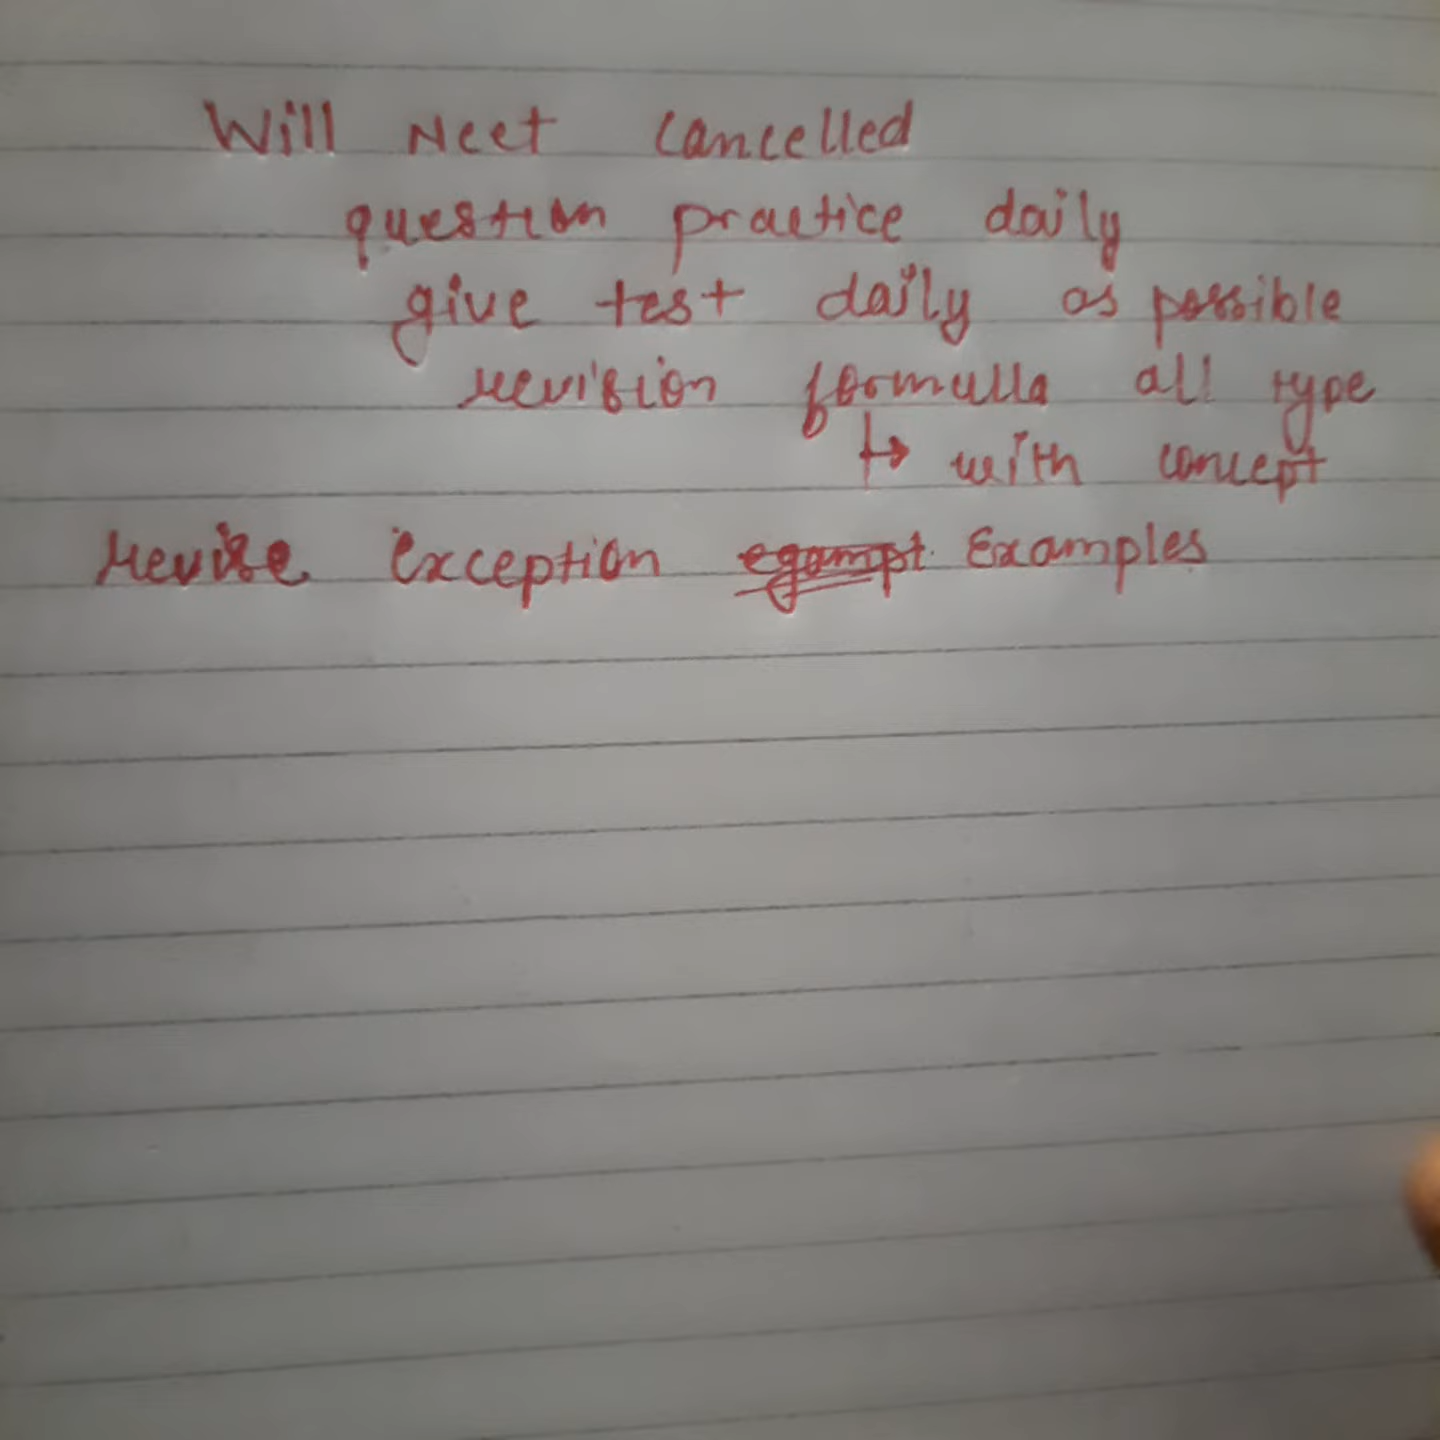 Will Neet cancelled
question practice daily
give test daily as possible
revision formulla all type
↳ with concept
revise Exception egampt. Examples